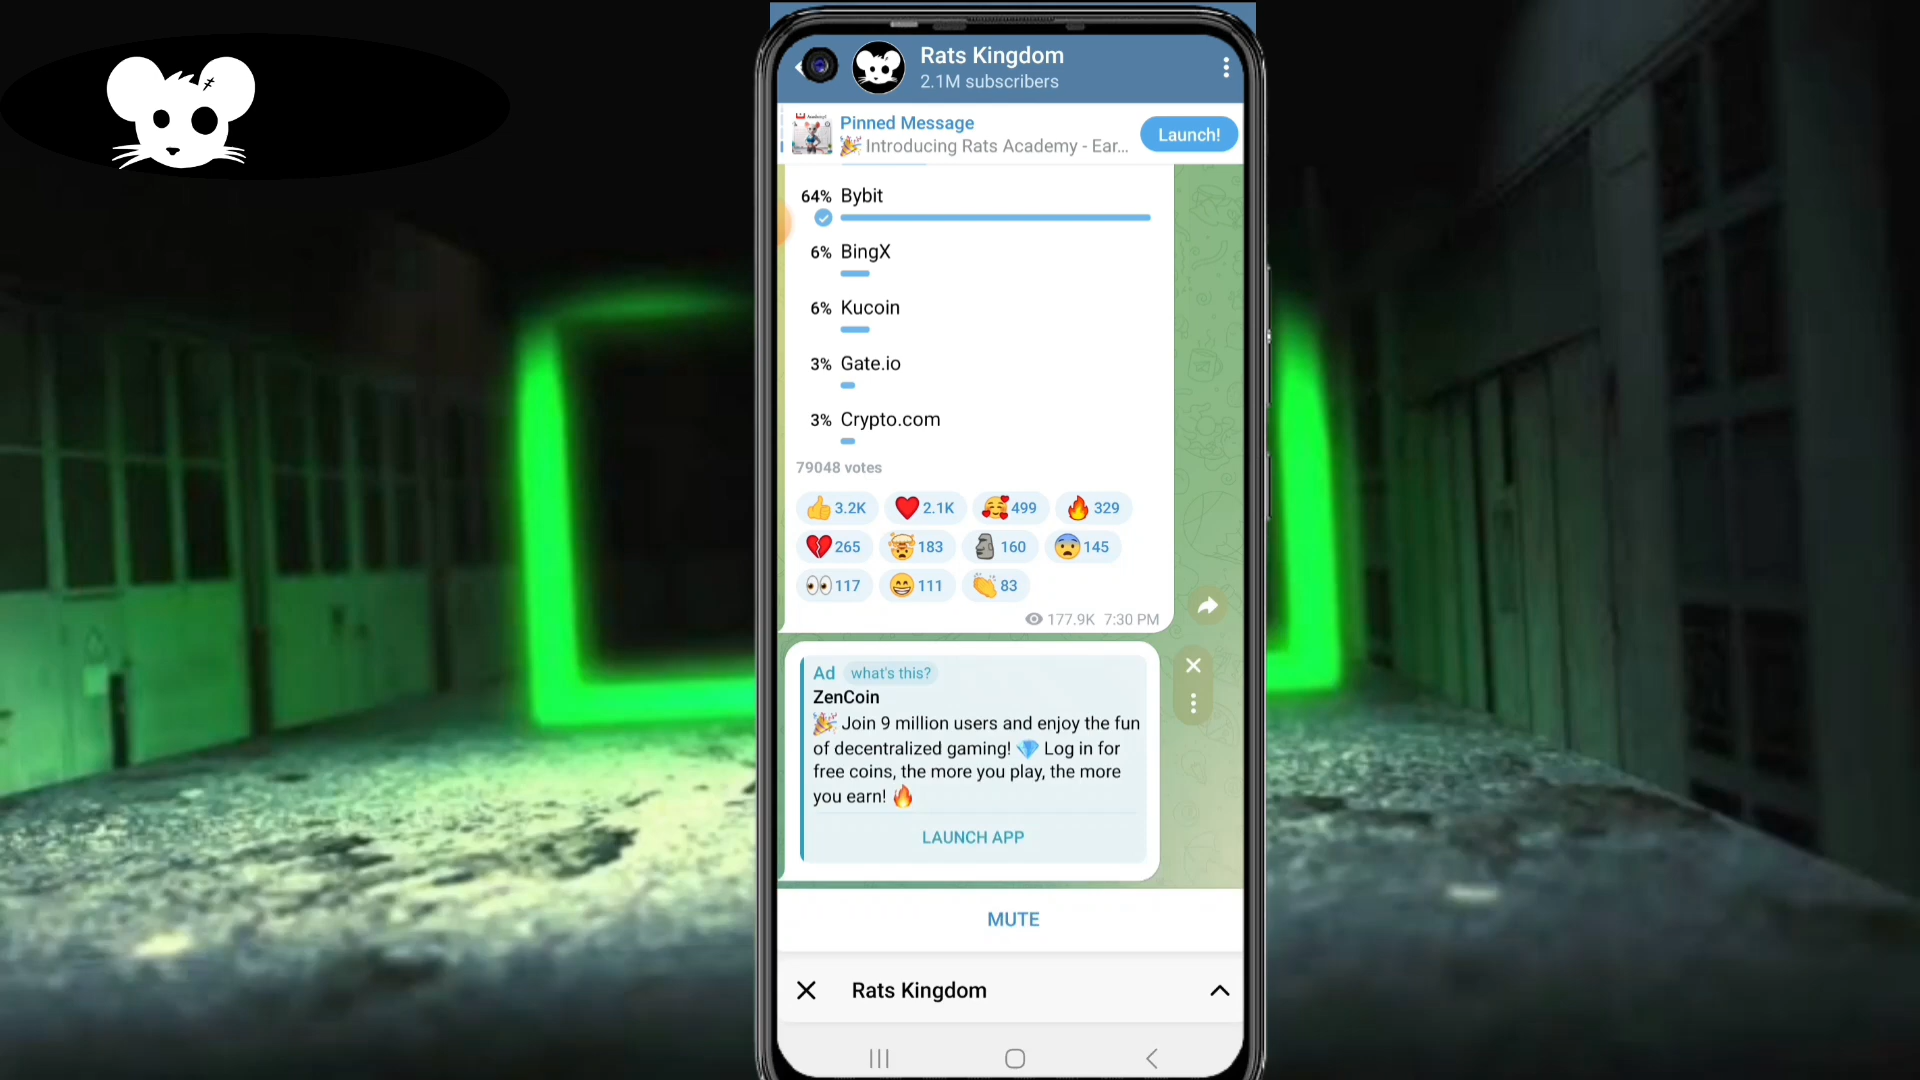 Rats Kingdom
2.1M subscribers
Pinned Message
🎉 Introducing Rats Academy - Ear...
Launch!
64% Bybit
6% BingX
6% Kucoin
3% Gate.io
3% Crypto.com
79048 votes
👍 3.2K ❤️ 2.1K 🥰 499 🔥 329
💔 265 🤯 183 🗿 160 😨 145
👀 117 😁 111 👏 83
177.9K 7:30 PM
Ad what's this?
ZenCoin
🎉 Join 9 million users and enjoy the fun
of decentralized gaming! 💎 Log in for
free coins, the more you play, the more
you earn! 🔥
LAUNCH APP
MUTE
Rats Kingdom